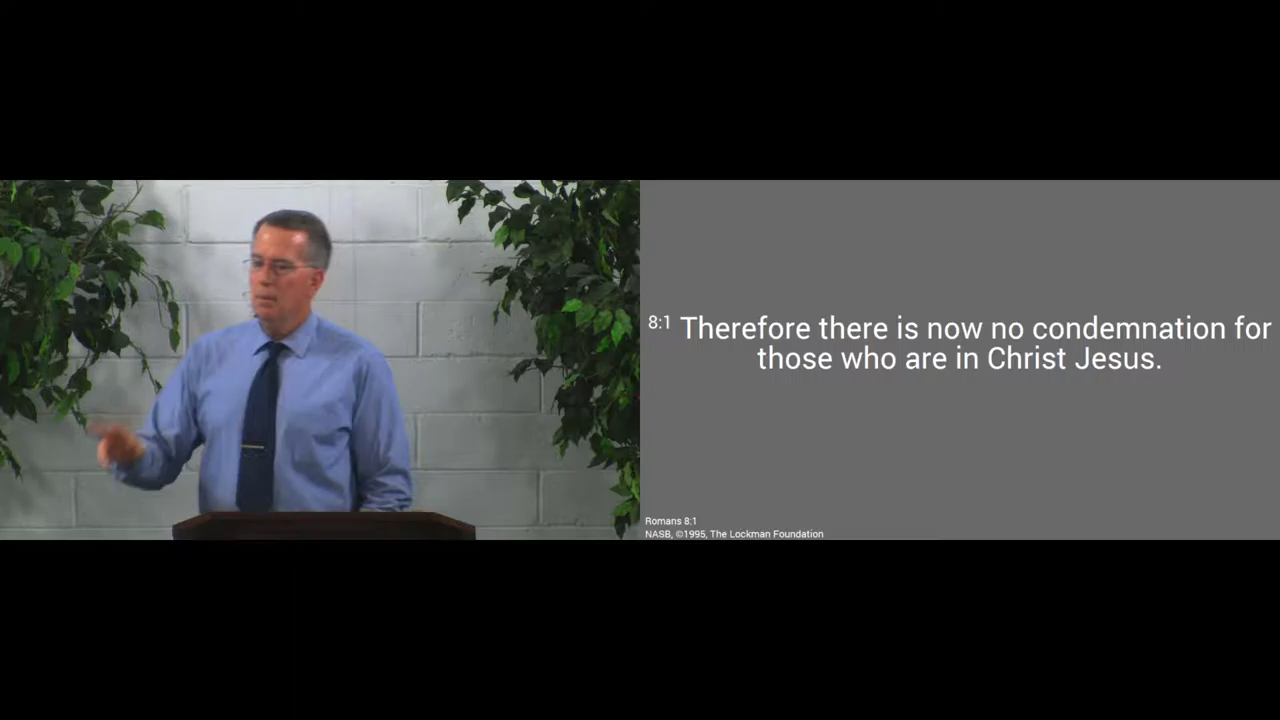 8:1 Therefore there is now no condemnation for
those who are in Christ Jesus.
Romans 8:1
NASB, ©1995, The Lockman Foundation